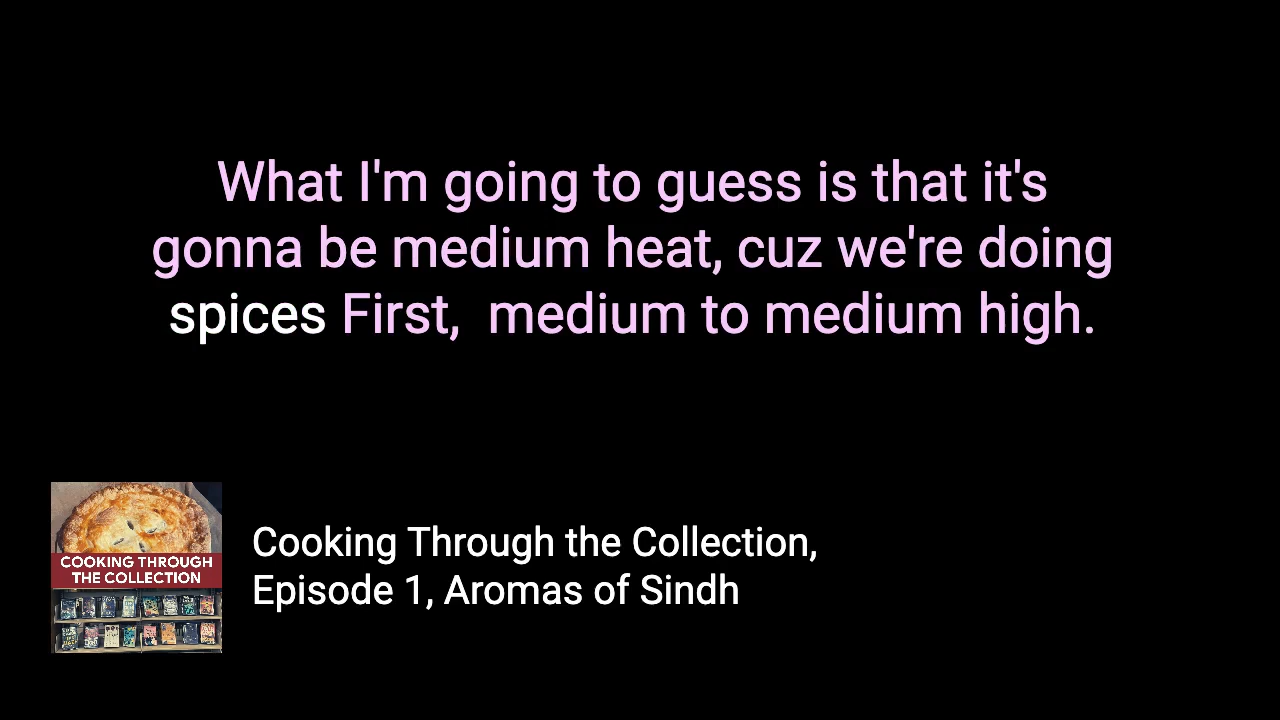 What I'm going to guess is that it's
gonna be medium heat, cuz we're doing
spices First,  medium to medium high.
COOKING THROUGH
THE COLLECTION
Cooking Through the Collection,
Episode 1, Aromas of Sindh